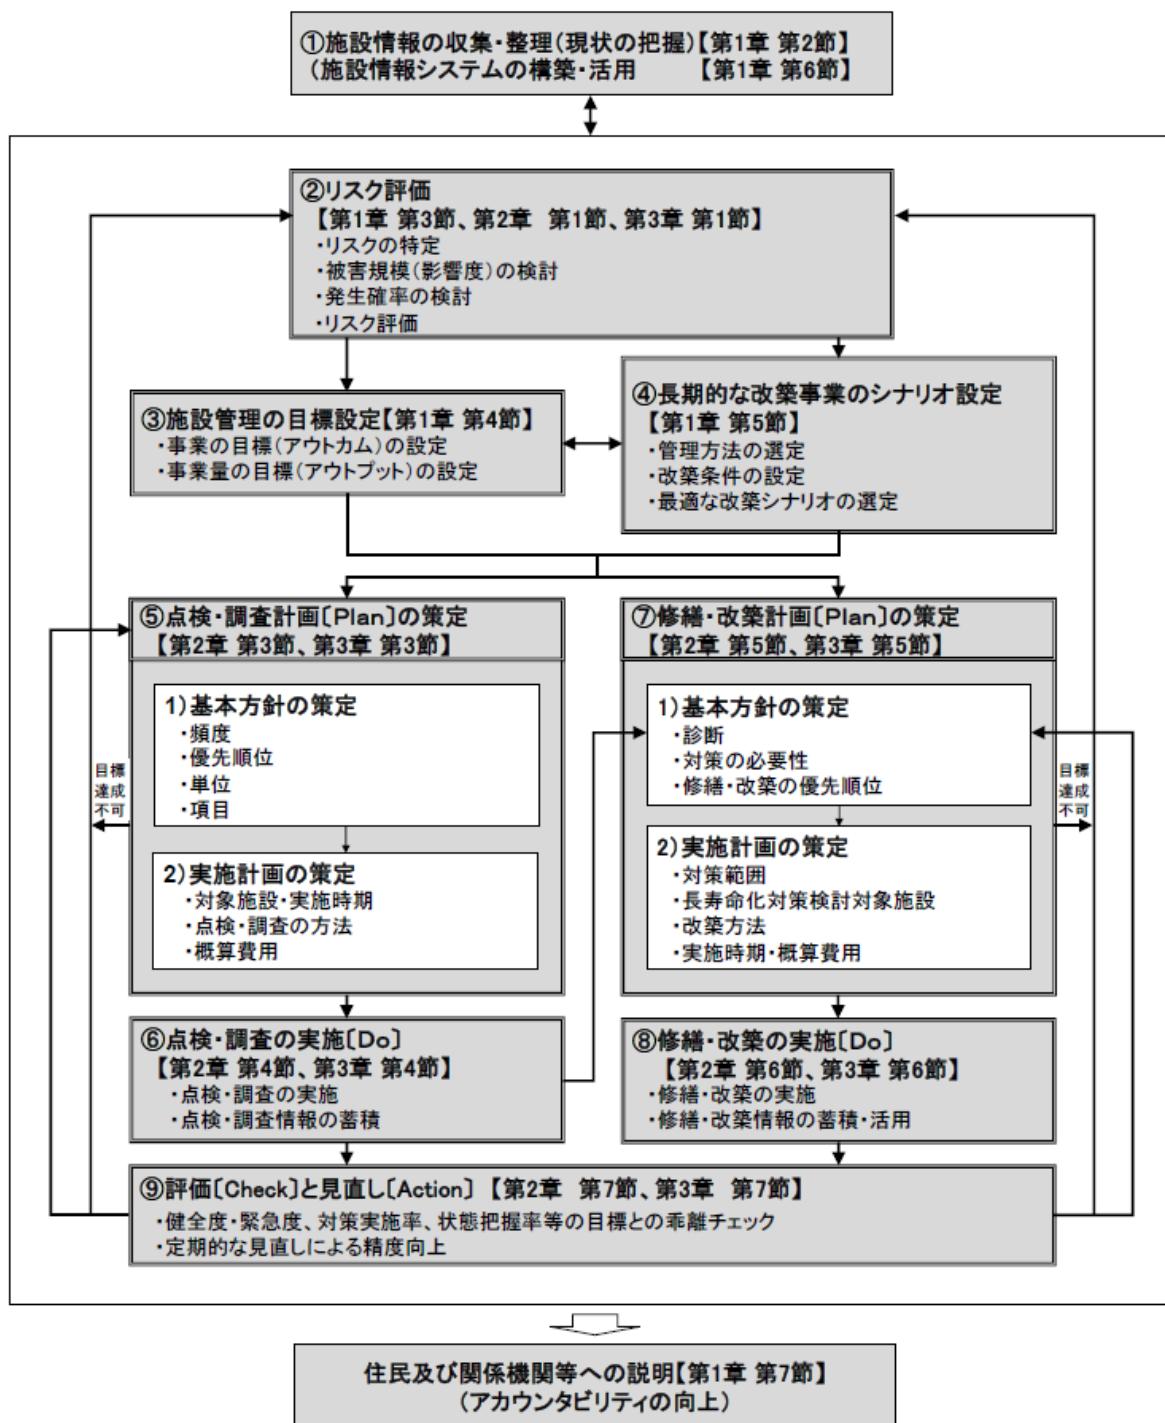 ①施設情報の収集・整理(現状の把握)【第1章 第2節】
(施設情報システムの構築・活用 【第1章 第6節】
②リスク評価
【第1章 第3節、第2章 第1節、第3章 第1節】
・リスクの特定
・被害規模(影響度)の検討
・発生確率の検討
・リスク評価
③施設管理の目標設定【第1章 第4節】
・事業の目標(アウトカム)の設定
・事業量の目標(アウトプット)の設定
④長期的な改築事業のシナリオ設定
【第1章 第5節】
・管理方法の選定
・改築条件の設定
・最適な改築シナリオの選定
⑤点検・調査計画〔Plan〕の策定
【第2章 第3節、第3章 第3節】
1)基本方針の策定
・頻度
・優先順位
・単位
・項目
2)実施計画の策定
・対象施設・実施時期
・点検・調査の方法
・概算費用
目標
達成
不可
⑦修繕・改築計画〔Plan〕の策定
【第2章 第5節、第3章 第5節】
1)基本方針の策定
・診断
・対策の必要性
・修繕・改築の優先順位
2)実施計画の策定
・対策範囲
・長寿命化対策検討対象施設
・改築方法
・実施時期・概算費用
目標
達成
不可
⑥点検・調査の実施〔Do〕
【第2章 第4節、第3章 第4節】
・点検・調査の実施
・点検・調査情報の蓄積
⑧修繕・改築の実施〔Do〕
【第2章 第6節、第3章 第6節】
・修繕・改築の実施
・修繕・改築情報の蓄積・活用
⑨評価〔Check〕と見直し〔Action〕 【第2章 第7節、第3章 第7節】
・健全度・緊急度、対策実施率、状態把握率等の目標との乖離チェック
・定期的な見直しによる精度向上
住民及び関係機関等への説明【第1章 第7節】
(アカウンタビリティの向上)